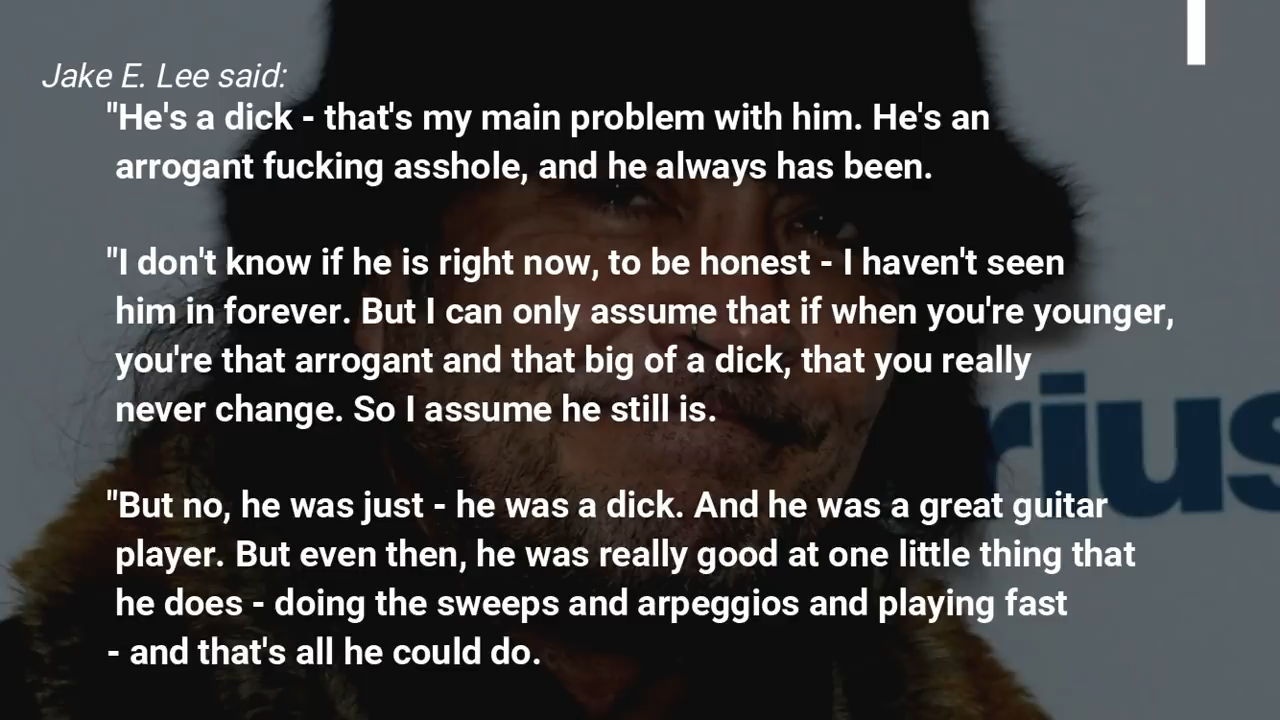 Jake E. Lee said:
"He's a dick - that's my main problem with him. He's an
arrogant fucking asshole, and he always has been.
"I don't know if he is right now, to be honest - I haven't seen
him in forever. But I can only assume that if when you're younger,
you're that arrogant and that big of a dick, that you really
never change. So I assume he still is.
rius
"But no, he was just - he was a dick. And he was a great guitar
player. But even then, he was really good at one little thing that
he does - doing the sweeps and arpeggios and playing fast
- and that's all he could do.